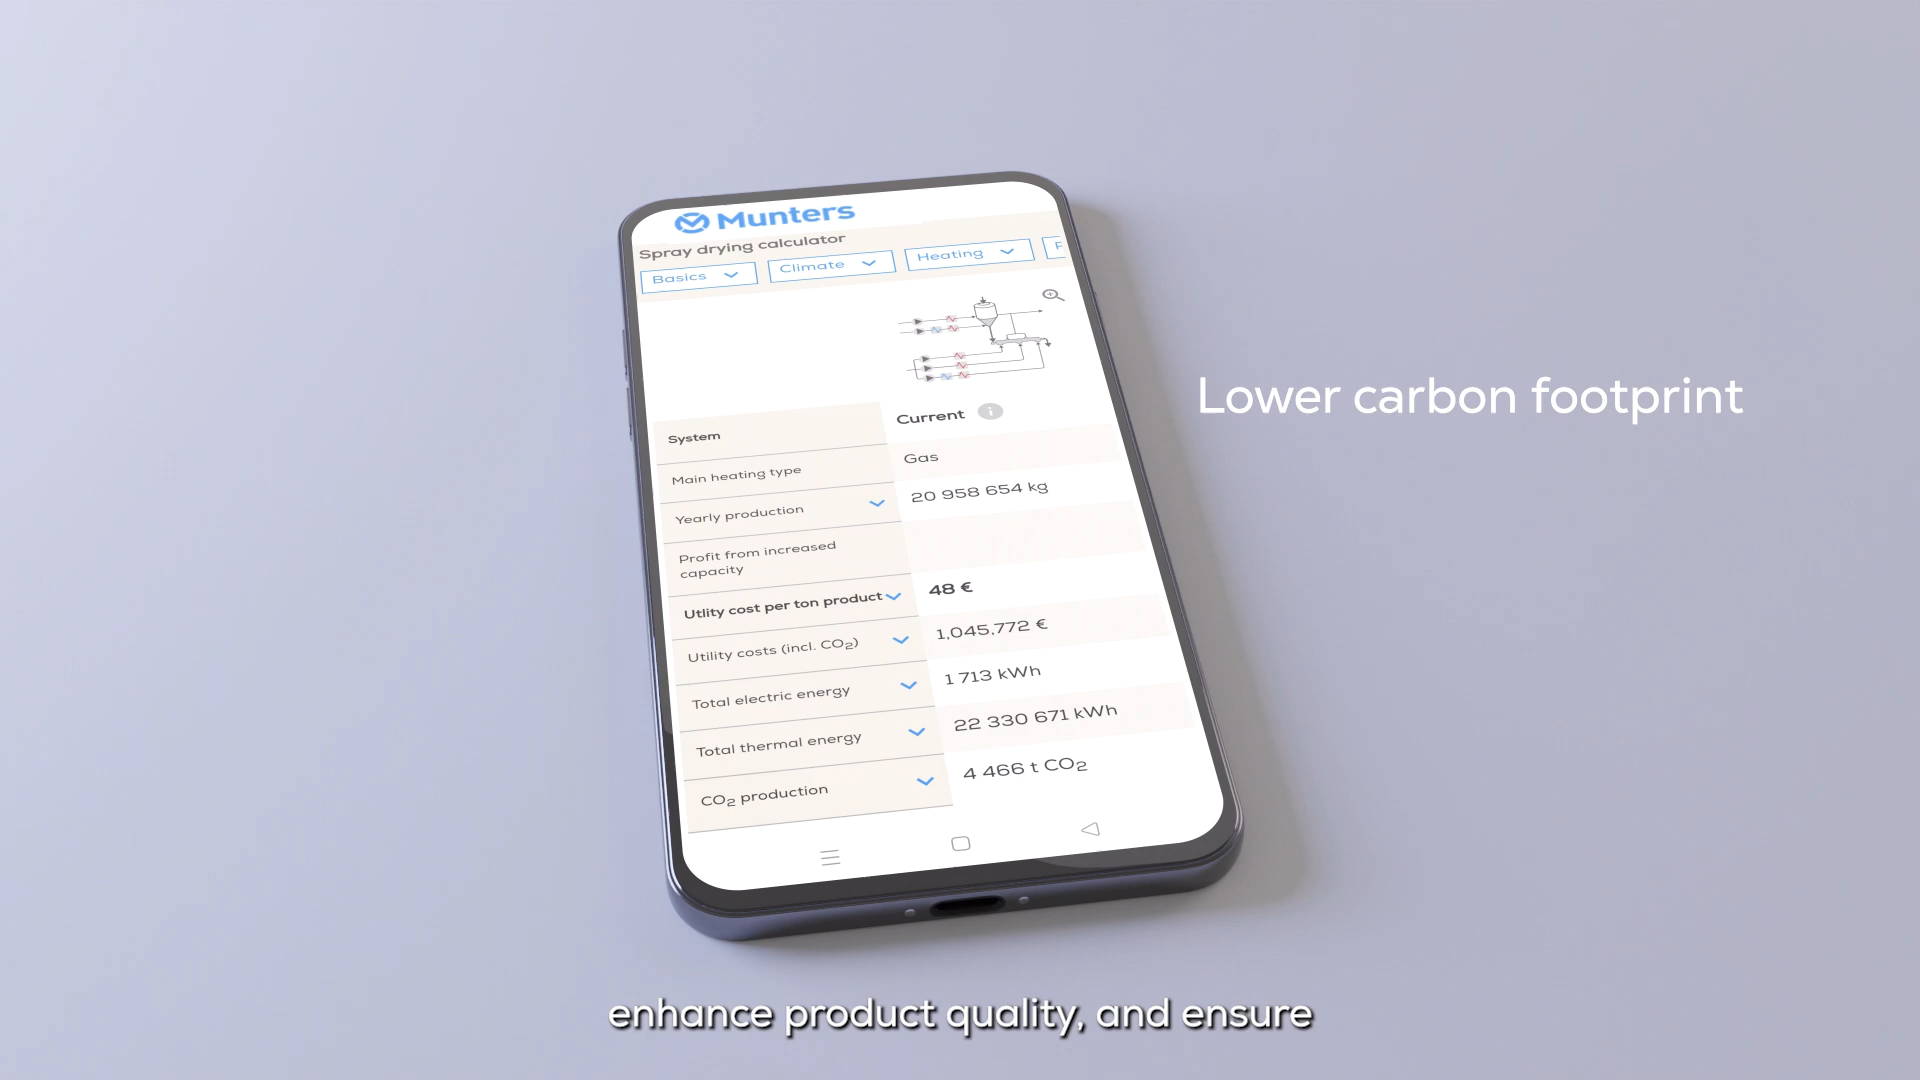 Munters
Spray drying calculator
Basics Climate Heating
Lower carbon footprint
System Current
Main heating type Gas
Yearly production 20 958 654 kg
Profit from increased
capacity
Utlity cost per ton product 48 €
Utility costs (incl. CO₂) 1,045,772 €
Total electric energy 1 713 kWh
Total thermal energy 22 330 671 kWh
CO₂ production 4 466 t CO₂
enhance product quality, and ensure